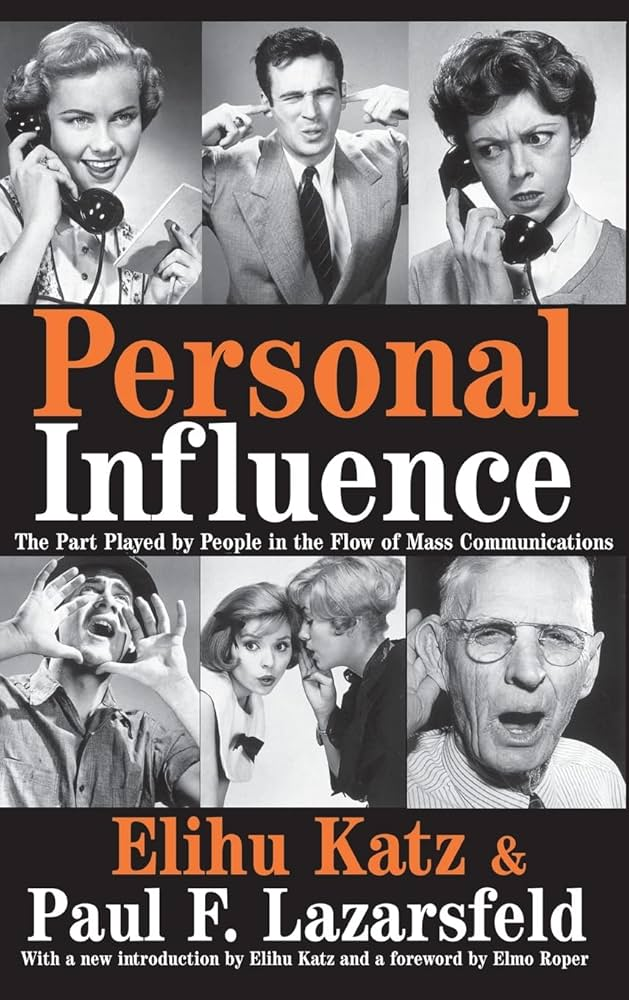 Personal
Influence
The Part Played by People in the Flow of Mass Communications
Elihu Katz &
Paul F. Lazarsfeld
With a new introduction by Elihu Katz and a foreword by Elmo Roper